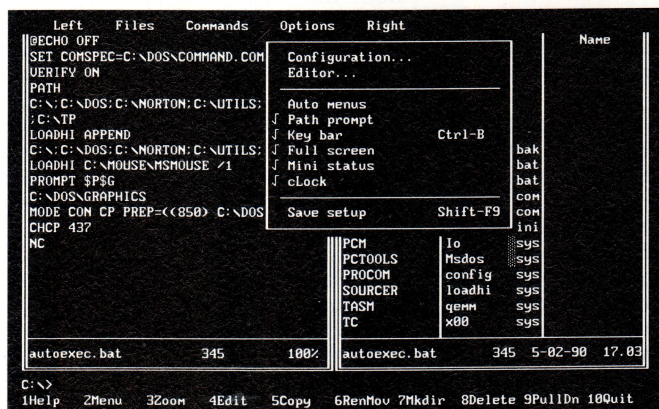 Left Files Commands Options Right
@ECHO OFF
SET COMSPEC=C:\DOS\COMMAND.COM
VERIFY ON
PATH
C:\;C:\DOS;C:\NORTON;C:\UTILS;
;C:\TP
LOADHI APPEND
C:\;C:\DOS;C:\NORTON;C:\UTILS;
LOADHI C:\MOUSE\MSMOUSE /1
PROMPT $P$G
C:\DOS\GRAPHICS
MODE CON CP PREP=((850) C:\DOS
CHCP 437
NC
autoexec.bat 345 100%
Configuration...
Editor...
Auto menus
√ Path prompt
√ Key bar Ctrl-B
√ Full screen
√ Mini status
√ cLock
Save setup Shift-F9
Name
bak
bat
bat
com
com
ini
PCM Io sys
PCTOOLS Msdos sys
PROCOM config sys
SOURCER loadhi sys
TASM qemm sys
TC x00 sys
autoexec.bat 345 5-02-90 17.03
C:\>
1Help 2Menu 3Zoom 4Edit 5Copy 6RenMov 7Mkdir 8Delete 9PullDn 10Quit